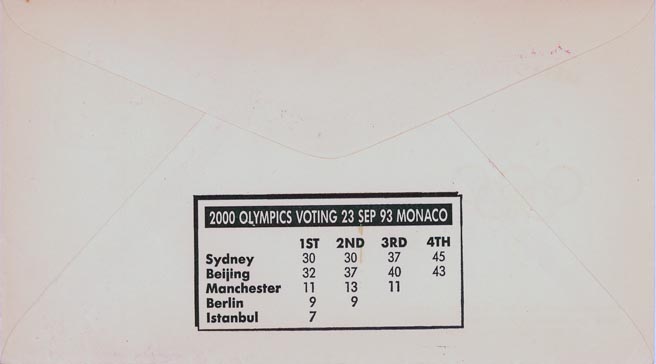 2000 OLYMPICS VOTING 23 SEP 93 MONACO
1ST 2ND 3RD 4TH
Sydney 30 30 37 45
Beijing 32 37 40 43
Manchester 11 13 11
Berlin 9 9
Istanbul 7